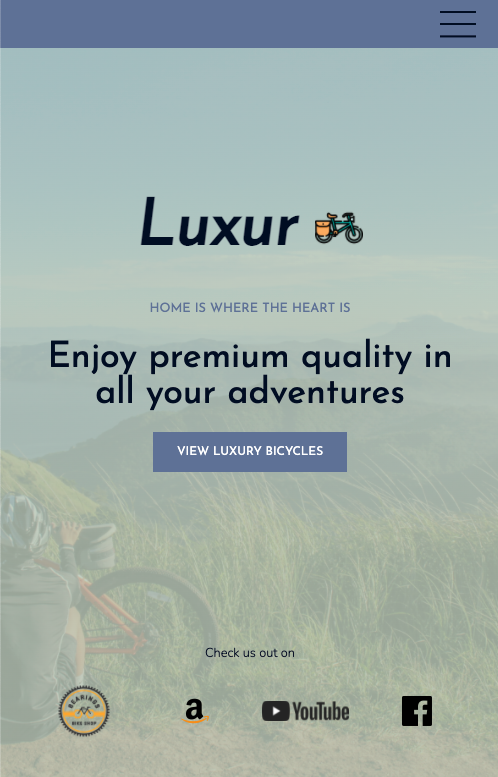 Luxur
HOME IS WHERE THE HEART IS
Enjoy premium quality in
all your adventures
VIEW LUXURY BICYCLES
Check us out on
BEARINGS
BIKE SHOP
a
YouTube
f